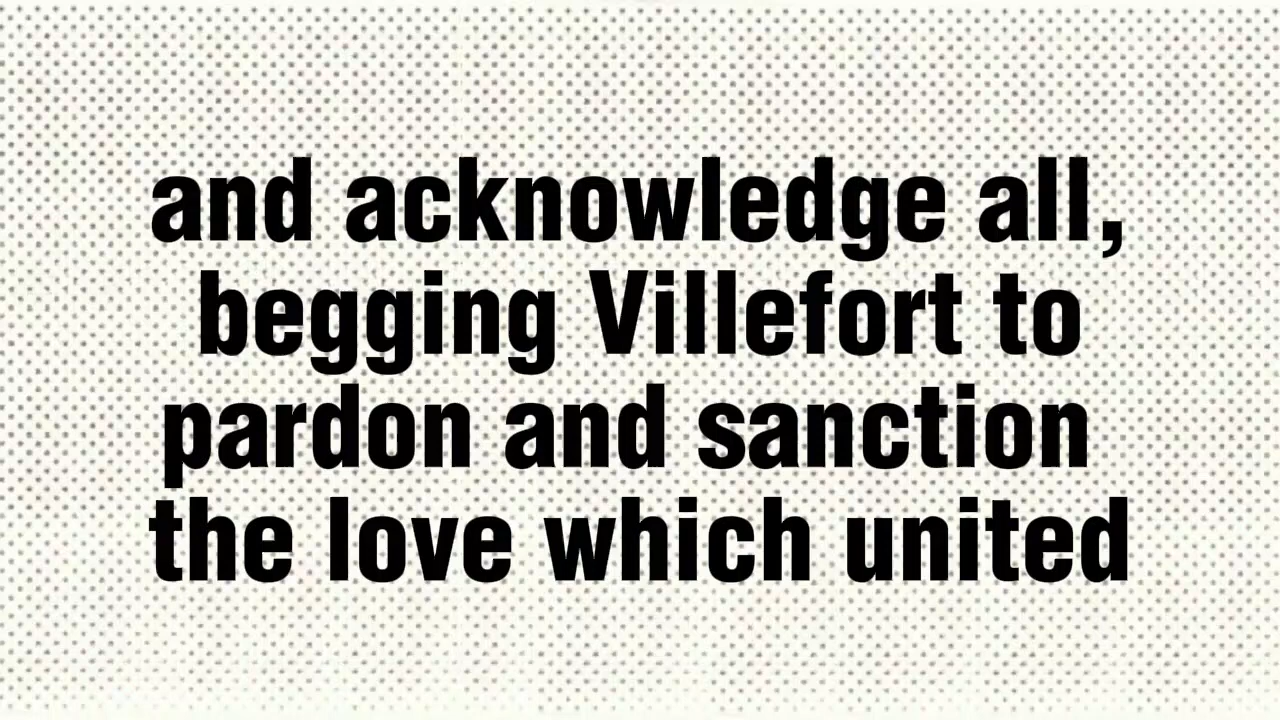 and acknowledge all,
begging Villefort to
pardon and sanction
the love which united